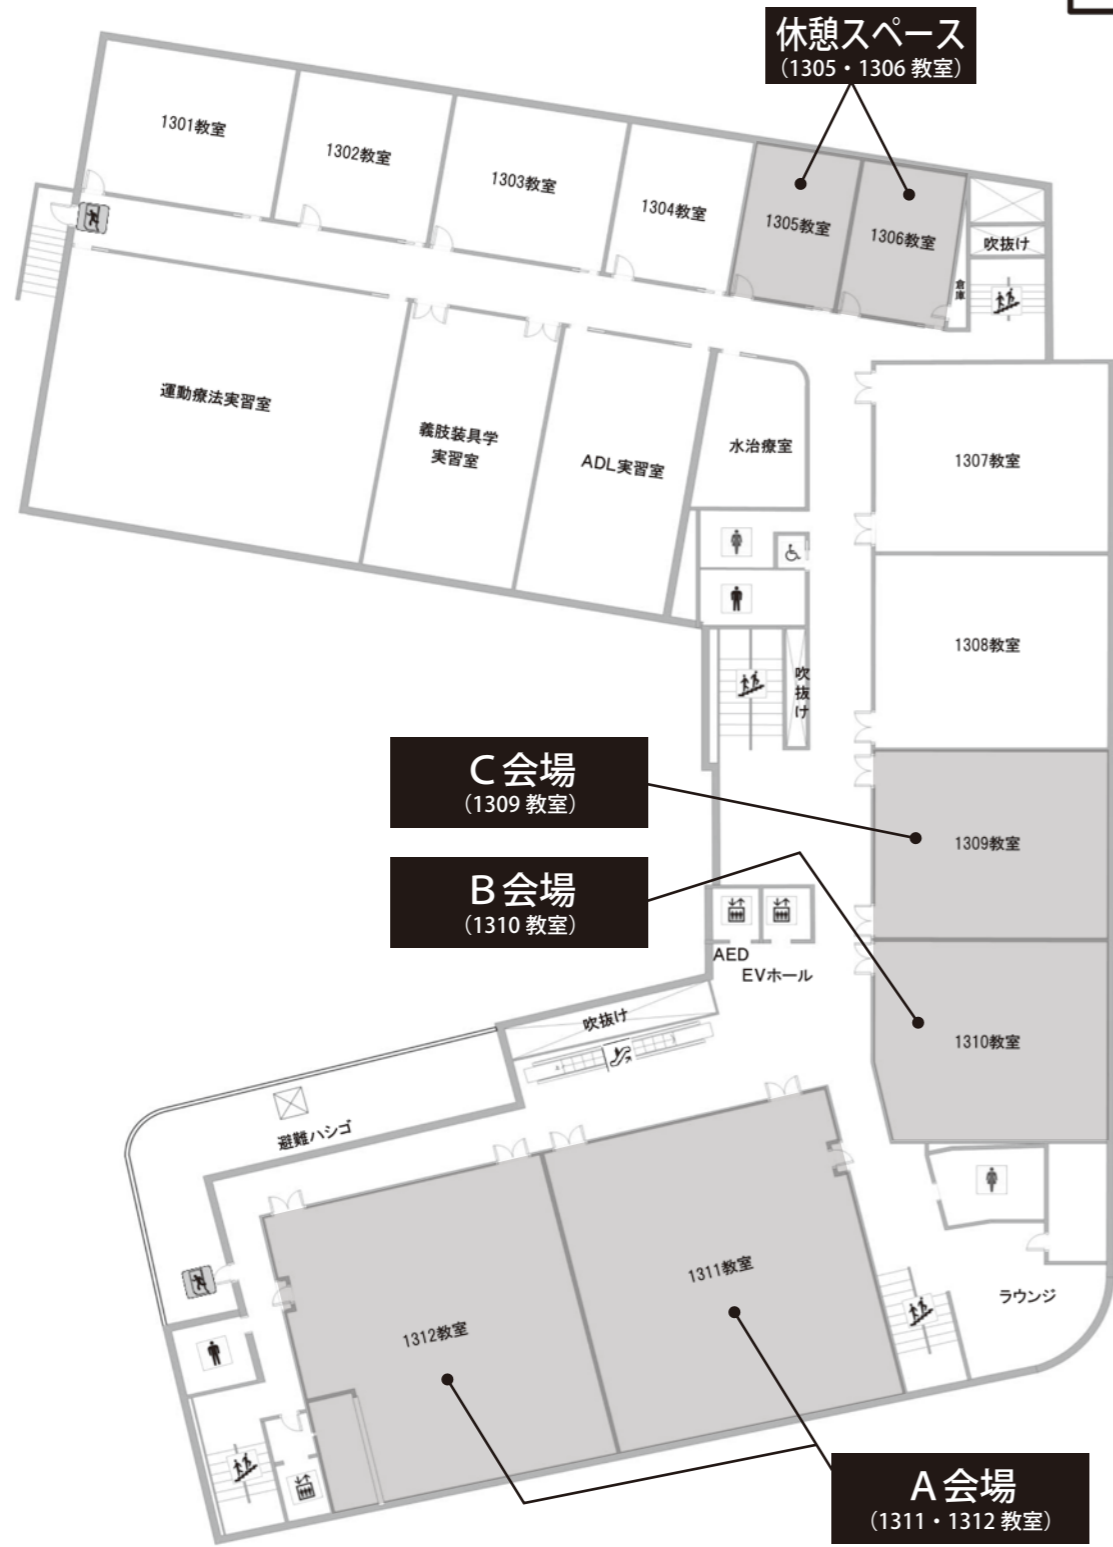 休憩スペース
（1305・1306 教室）
1301教室
1302教室
1303教室
1304教室
1305教室
1306教室
吹抜け
倉庫
運動療法実習室
義肢装具学
実習室
ADL実習室
水治療室
1307教室
1308教室
吹抜け
C 会場
（1309 教室）
1309教室
B 会場
（1310 教室）
AED
EVホール
1310教室
吹抜け
避難ハシゴ
1311教室
1312教室
ラウンジ
A 会場
（1311・1312 教室）